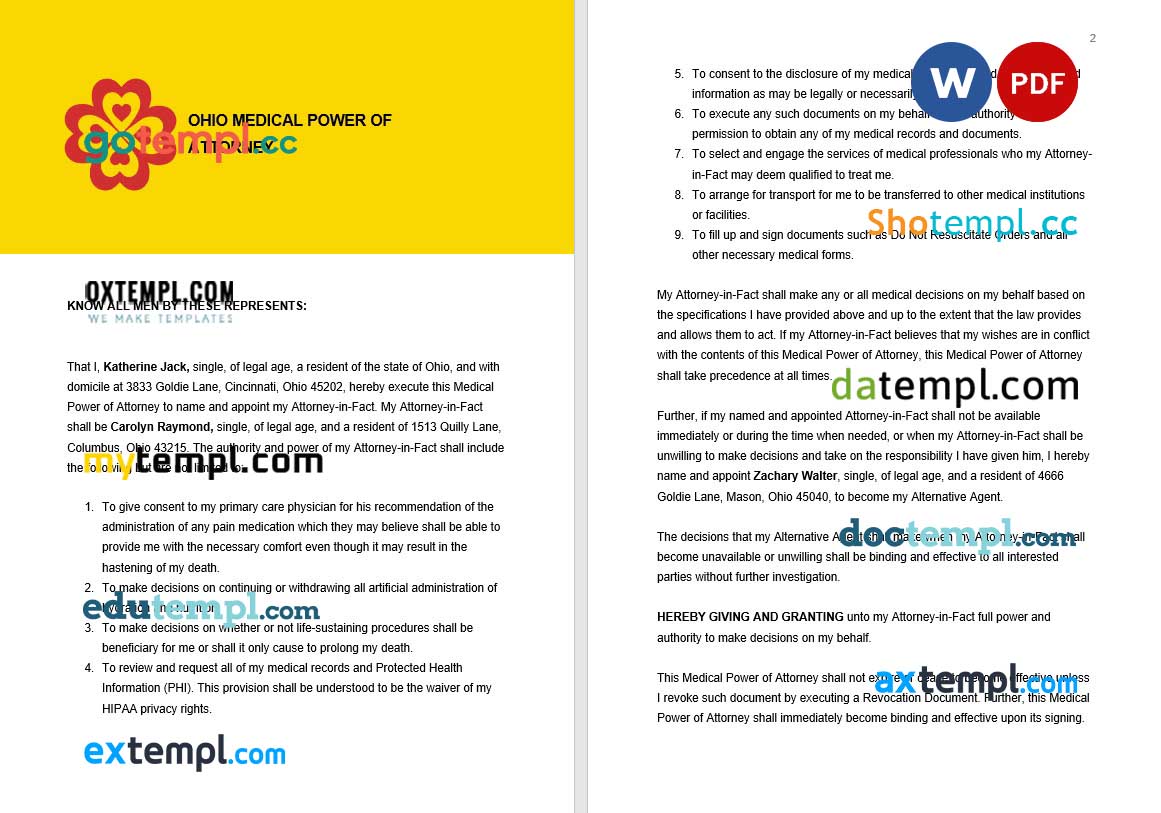 OHIO MEDICAL POWER OF
ATTORNEY
gotempl.cc
OXTEMPL.COM
KNOW ALL MEN BY THESE REPRESENTS:
WE MAKE TEMPLATES
That I, Katherine Jack, single, of legal age, a resident of the state of Ohio, and with
domicile at 3833 Goldie Lane, Cincinnati, Ohio 45202, hereby execute this Medical
Power of Attorney to name and appoint my Attorney-in-Fact. My Attorney-in-Fact
shall be Carolyn Raymond, single, of legal age, and a resident of 1513 Quilly Lane,
Columbus, Ohio 43215. The authority and power of my Attorney-in-Fact shall include
the following but are not limited to:
mytempl.com
1. To give consent to my primary care physician for his recommendation of the
administration of any pain medication which they may believe shall be able to
provide me with the necessary comfort even though it may result in the
hastening of my death.
2. To make decisions on continuing or withdrawing all artificial administration of
hydration and nutrition.
edutempl.com
3. To make decisions on whether or not life-sustaining procedures shall be
beneficiary for me or shall it only cause to prolong my death.
4. To review and request all of my medical records and Protected Health
Information (PHI). This provision shall be understood to be the waiver of my
HIPAA privacy rights.
extempl.com
2
W PDF
5. To consent to the disclosure of my medical
information as may be legally or necessarily
6. To execute any such documents on my behalf authority
permission to obtain any of my medical records and documents.
7. To select and engage the services of medical professionals who my Attorney-
in-Fact may deem qualified to treat me.
8. To arrange for transport for me to be transferred to other medical institutions
or facilities.
Shotempl.cc
9. To fill up and sign documents such as Do Not Resuscitate Orders and all
other necessary medical forms.
My Attorney-in-Fact shall make any or all medical decisions on my behalf based on
the specifications I have provided above and up to the extent that the law provides
and allows them to act. If my Attorney-in-Fact believes that my wishes are in conflict
with the contents of this Medical Power of Attorney, this Medical Power of Attorney
shall take precedence at all times.
datempl.com
Further, if my named and appointed Attorney-in-Fact shall not be available
immediately or during the time when needed, or when my Attorney-in-Fact shall be
unwilling to make decisions and take on the responsibility I have given him, I hereby
name and appoint Zachary Walter, single, of legal age, and a resident of 4666
Goldie Lane, Mason, Ohio 45040, to become my Alternative Agent.
doctempl.com
The decisions that my Alternative Agent shall make when my Attorney-in-Fact shall
become unavailable or unwilling shall be binding and effective to all interested
parties without further investigation.
HEREBY GIVING AND GRANTING unto my Attorney-in-Fact full power and
authority to make decisions on my behalf.
This Medical Power of Attorney shall not expire or cease to become effective unless
axtempl.com
I revoke such document by executing a Revocation Document. Further, this Medical
Power of Attorney shall immediately become binding and effective upon its signing.